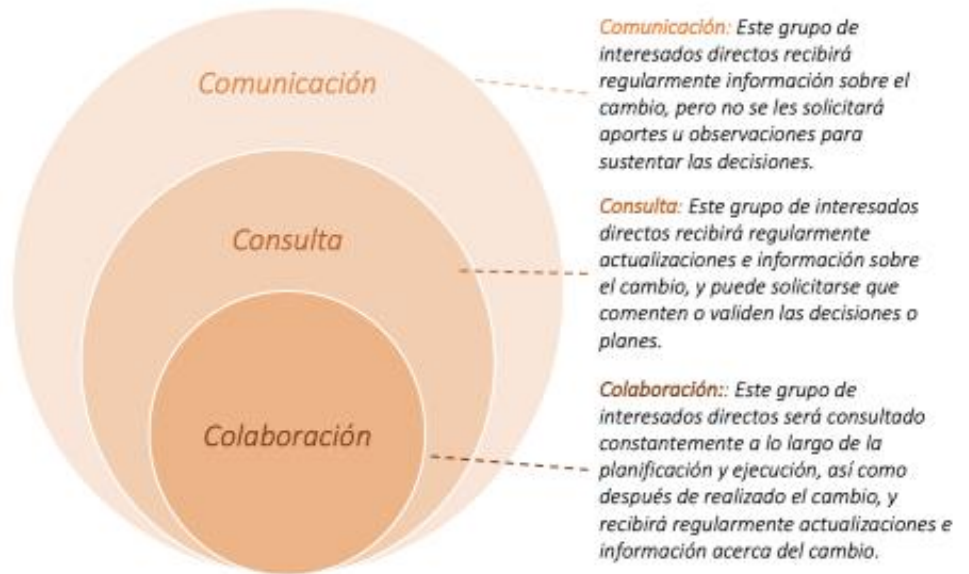 Comunicación
Consulta
Colaboración
Comunicación: Este grupo de
interesados directos recibirá
regularmente información sobre el
cambio, pero no se les solicitará
aportes u observaciones para
sustentar las decisiones.
Consulta: Este grupo de interesados
directos recibirá regularmente
actualizaciones e información sobre
el cambio, y puede solicitarse que
comenten o validen las decisiones o
planes.
Colaboración:: Este grupo de
interesados directos será consultado
constantemente a lo largo de la
planificación y ejecución, así como
después de realizado el cambio, y
recibirá regularmente actualizaciones e
información acerca del cambio.